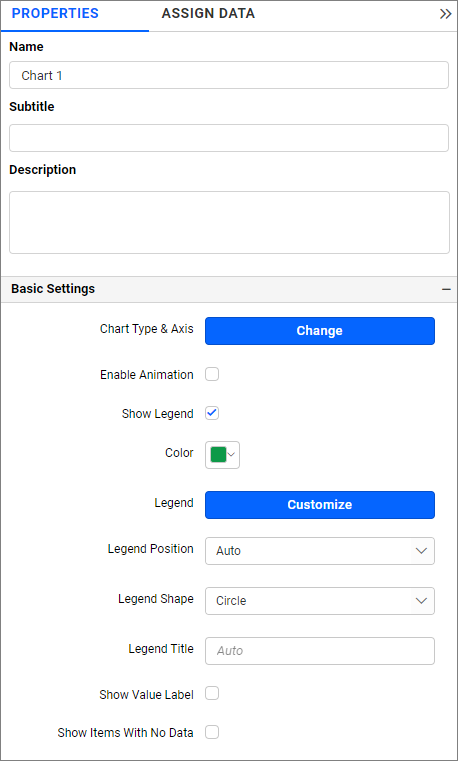 PROPERTIES ASSIGN DATA
Name
Chart 1
Subtitle
Description
Basic Settings
Chart Type & Axis Change
Enable Animation
Show Legend
Color
Legend Customize
Legend Position Auto
Legend Shape Circle
Legend Title Auto
Show Value Label
Show Items With No Data